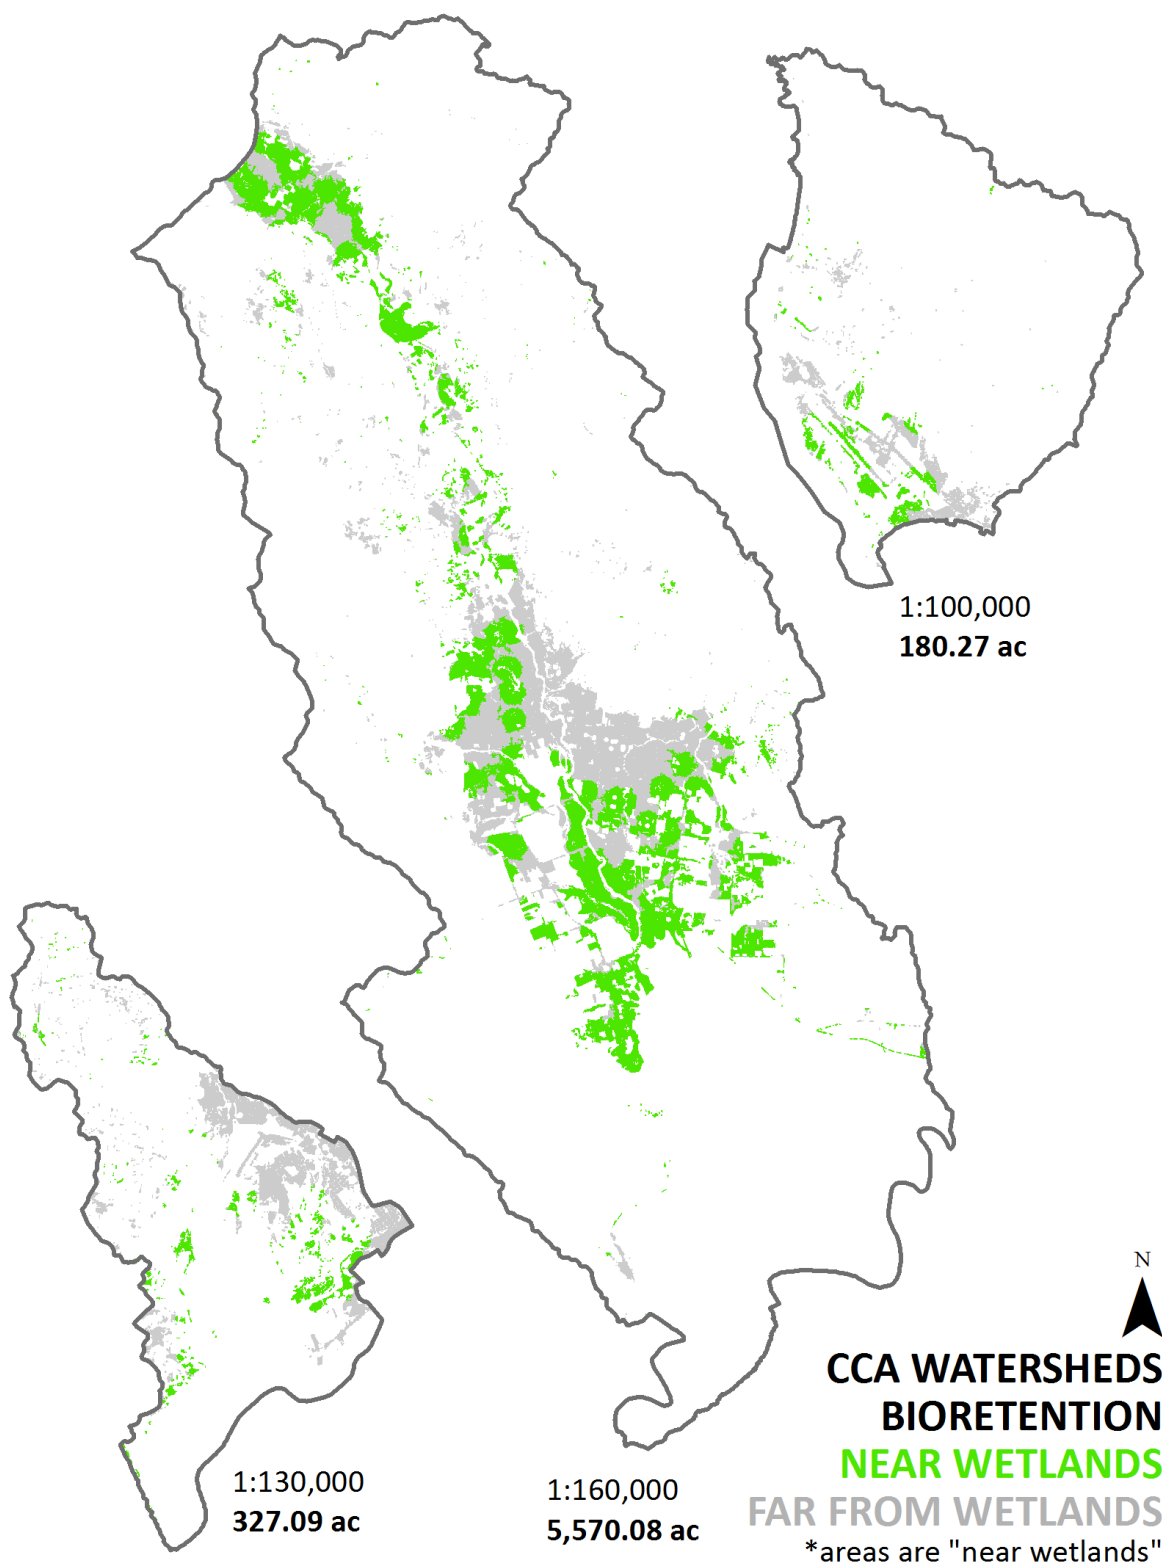 1:100,000
180.27 ac
N
CCA WATERSHEDS
BIORETENTION
NEAR WETLANDS
FAR FROM WETLANDS
*areas are "near wetlands"
1:130,000
327.09 ac
1:160,000
5,570.08 ac